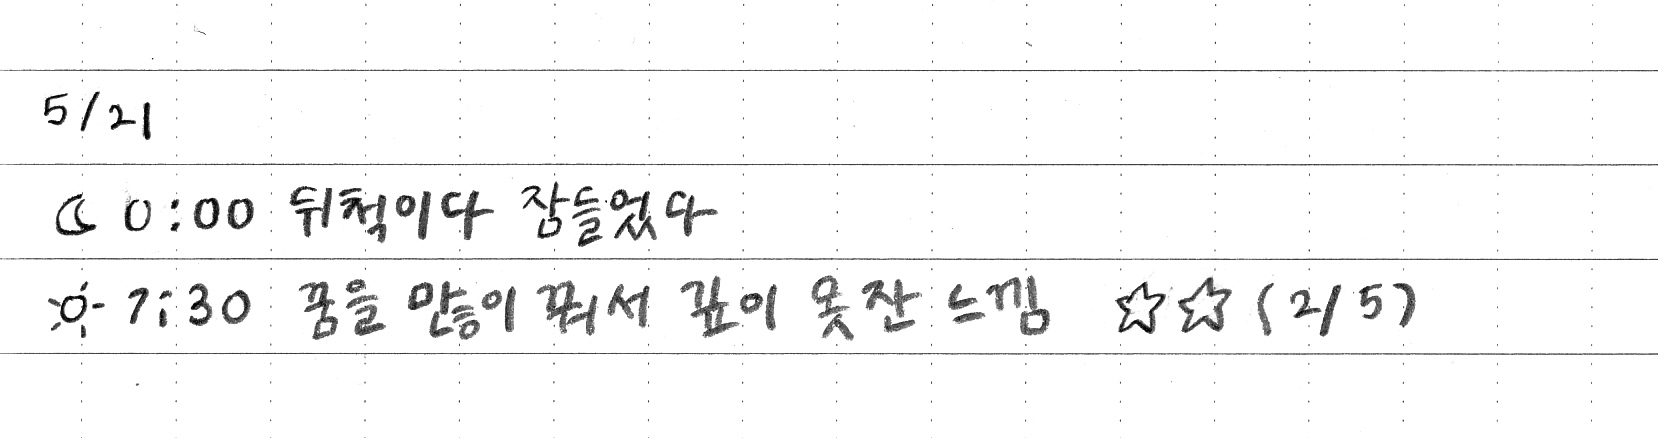 5/21
☾ 0:00 뒤척이다 잠들었다
☼ 7:30 꿈을 많이 꿔서 깊이 못잔 느낌 ☆☆ (2/5)